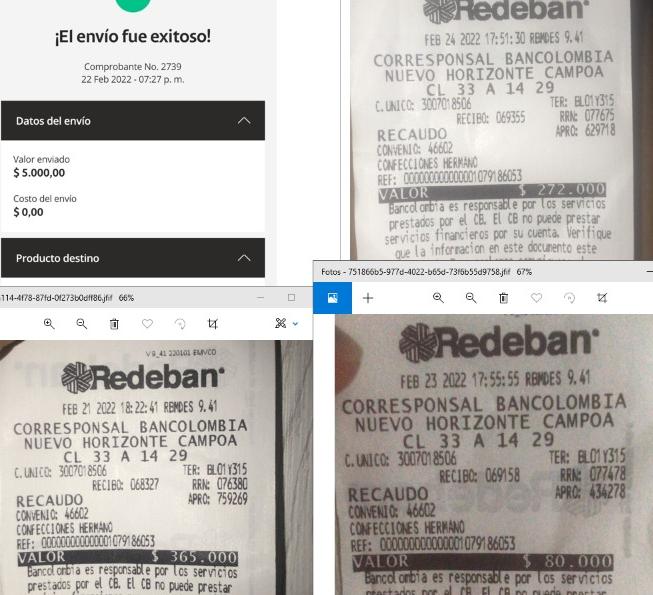 ¡El envío fue exitoso!
Comprobante No. 2739
22 Feb 2022 - 07:27 p. m.
Datos del envío
Valor enviado
$ 5.000,00
Costo del envío
$ 0,00
Producto destino
Redeban
FEB 24 2022 17:51:30 RBMDES 9.41
CORRESPONSAL BANCOLOMBIA
NUEVO HORIZONTE CAMPOA
CL 33 A 14 29
C.UNICO: 3007018506 TER: BL01Y315
RECIBO: 069355 RRN: 077675
RECAUDO APRO: 629718
CONVENIO: 46602
CONFECCIONES HERMANO
REF: 00000000000001079186053
VALOR $ 272.000
Bancolombia es responsable por los servicios
prestados por el CB. El CB no puede prestar
servicios financieros por su cuenta. Verifique
que la informacion en este documento este
114-4f78-87fd-0f273b0dff86.jfif 66%
V9_41 220101 EMVCO
Redeban
FEB 21 2022 18:22:41 RBMDES 9.41
CORRESPONSAL BANCOLOMBIA
NUEVO HORIZONTE CAMPOA
CL 33 A 14 29
C.UNICO: 3007018506 TER: BL01Y315
RECIBO: 068327 RRN: 076380
RECAUDO APRO: 759269
CONVENIO: 46602
CONFECCIONES HERMANO
REF: 00000000000001079186053
VALOR $ 365.000
Bancolombia es responsable por los servicios
prestados por el CB. El CB no puede prestar
Fotos - 751866b5-977d-4022-b65d-73f6b55d9758.jfif 67%
Redeban
FEB 23 2022 17:55:55 RBMDES 9.41
CORRESPONSAL BANCOLOMBIA
NUEVO HORIZONTE CAMPOA
CL 33 A 14 29
C.UNICO: 3007018506 TER: BL01Y315
RECIBO: 069158 RRN: 077478
RECAUDO APRO: 434278
CONVENIO: 46602
CONFECCIONES HERMANO
REF: 00000000000001079186053
VALOR $ 80.000
Bancolombia es responsable por los servicios
prestados por el CB. El CB no puede prestar